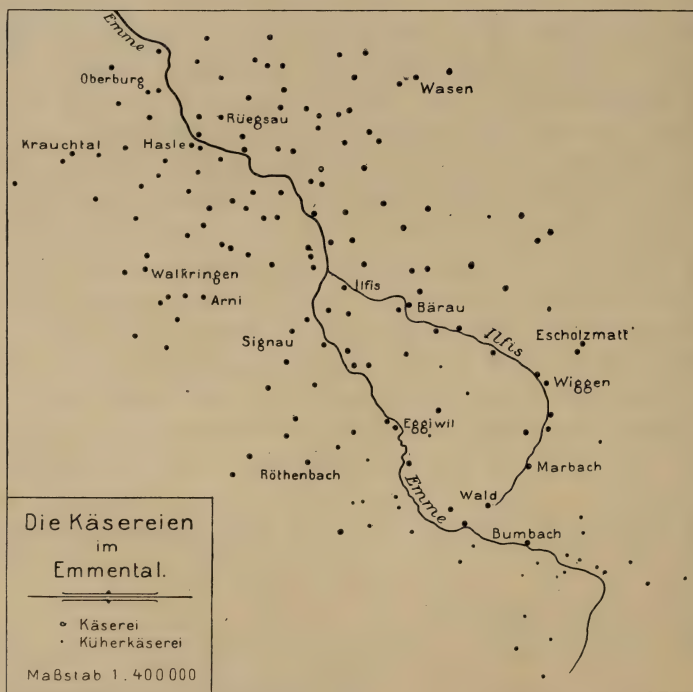 Emme
Oberburg
Wasen
Rüegsau
Krauchtal
Hasle
Walkringen
Arni
Ilfis
Bärau
Signau
Ilfis
Escholzmatt
Wiggen
Eggiwil
Röthenbach
Marbach
Emme
Wald
Bumbach
Die Käsereien
im
Emmental.
Käserei
Küherkäserei
Maßstab 1.400000